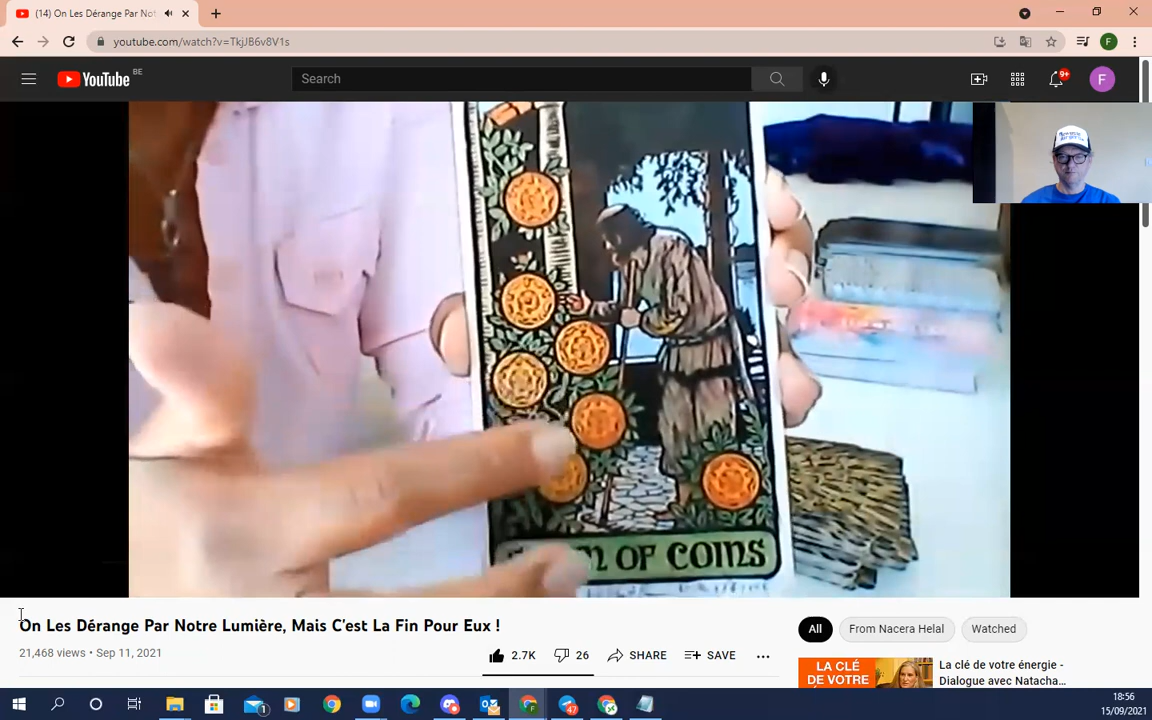 (14) On Les Dérange Par Not
youtube.com/watch?v=TkjJB6v8V1s
F
YouTube BE
Search
9+
F
OF COINS
On Les Dérange Par Notre Lumière, Mais C'est La Fin Pour Eux !
21,468 views • Sep 11, 2021
2.7K
26
SHARE
SAVE
All
From Nacera Helal
Watched
LA CLÉ
DE VOTRE
La clé de votre énergie -
Dialogue avec Natacha...
1
47
18:56
15/09/2021